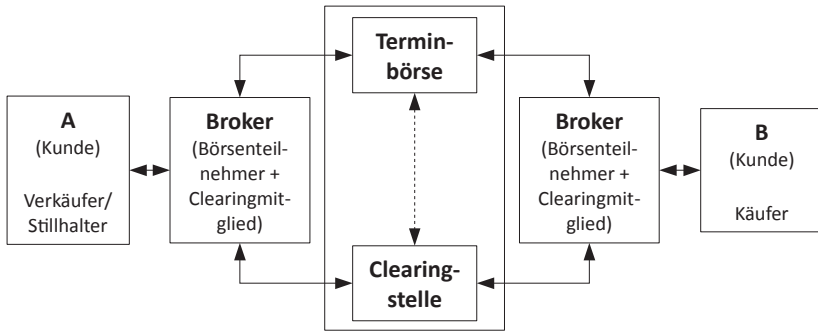 A
(Kunde)
Verkäufer/
Stillhalter
Broker
(Börsenteil-
nehmer +
Clearingmit-
glied)
Termin-
börse
Clearing-
stelle
Broker
(Börsenteil-
nehmer +
Clearingmit-
glied)
B
(Kunde)
Käufer